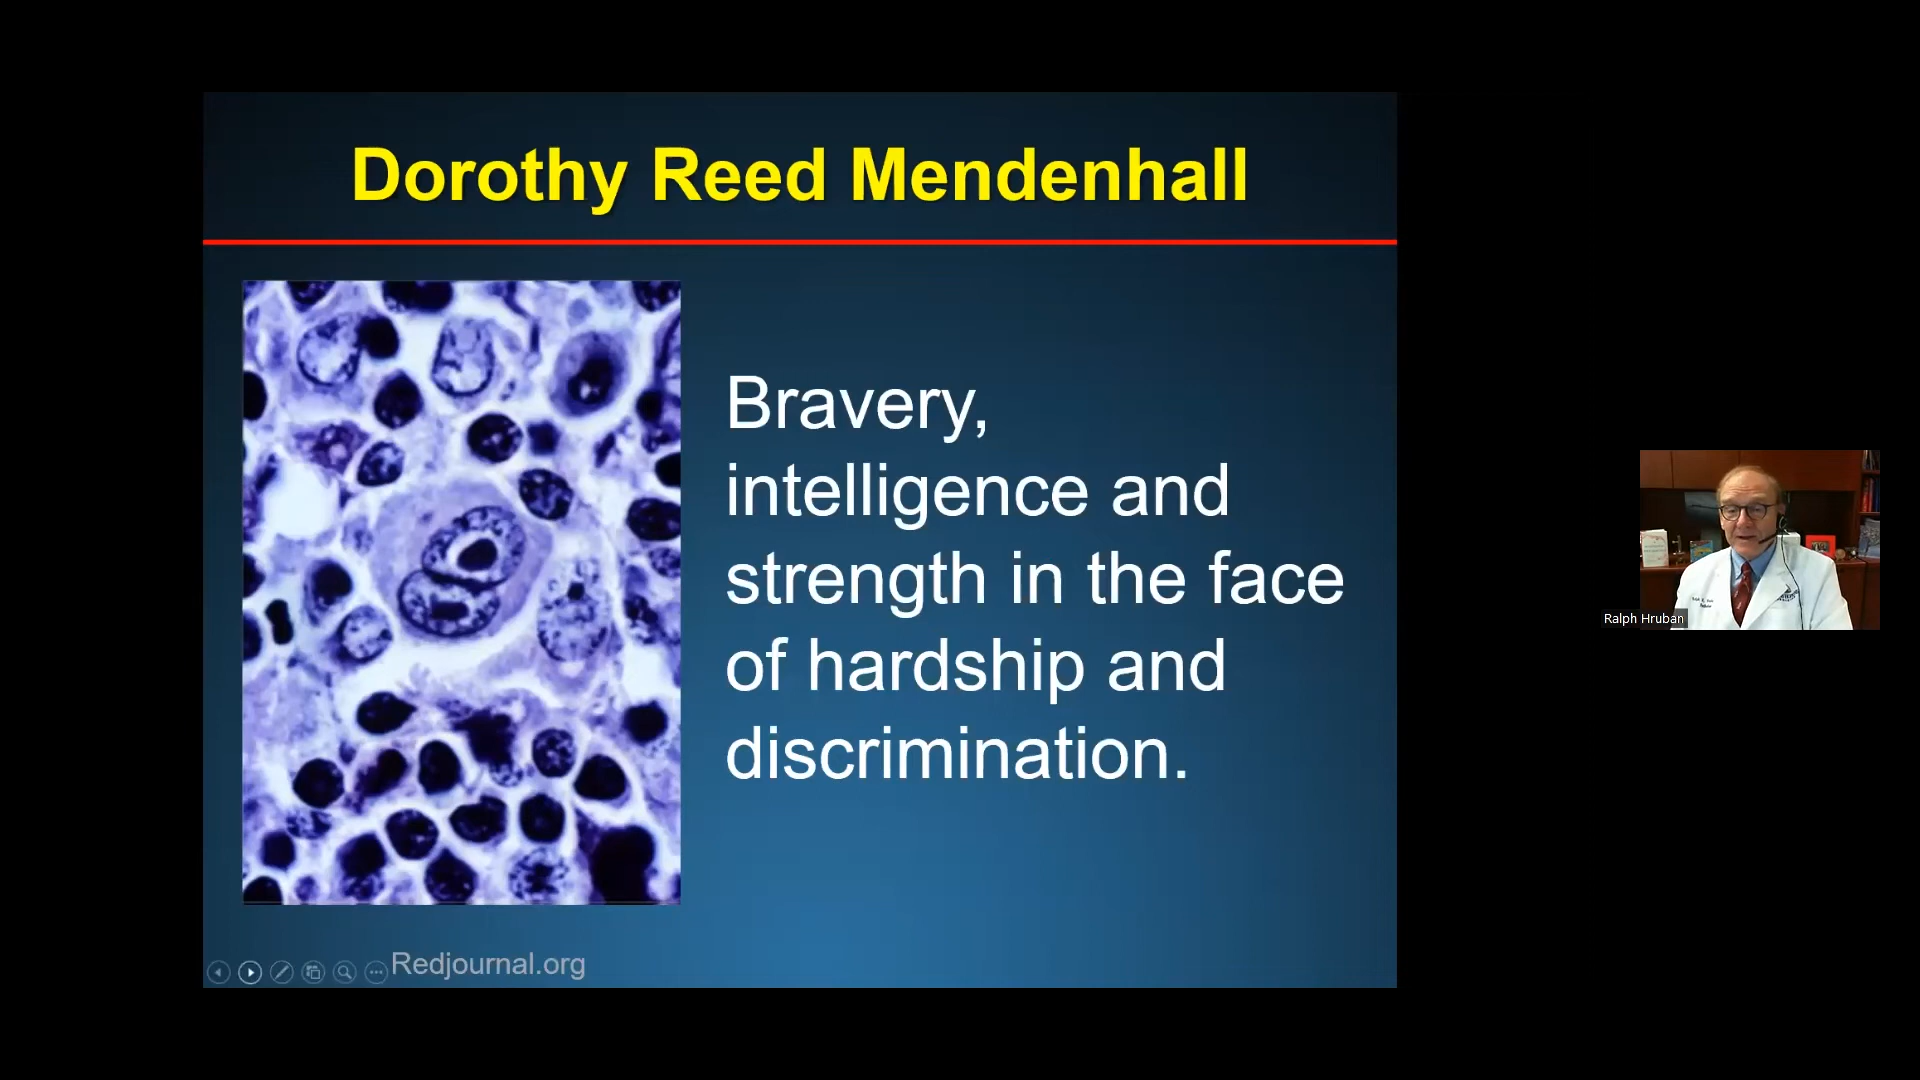 Dorothy Reed Mendenhall
Bravery,
intelligence and
strength in the face
of hardship and
discrimination.
Redjournal.org
Ralph Hruban